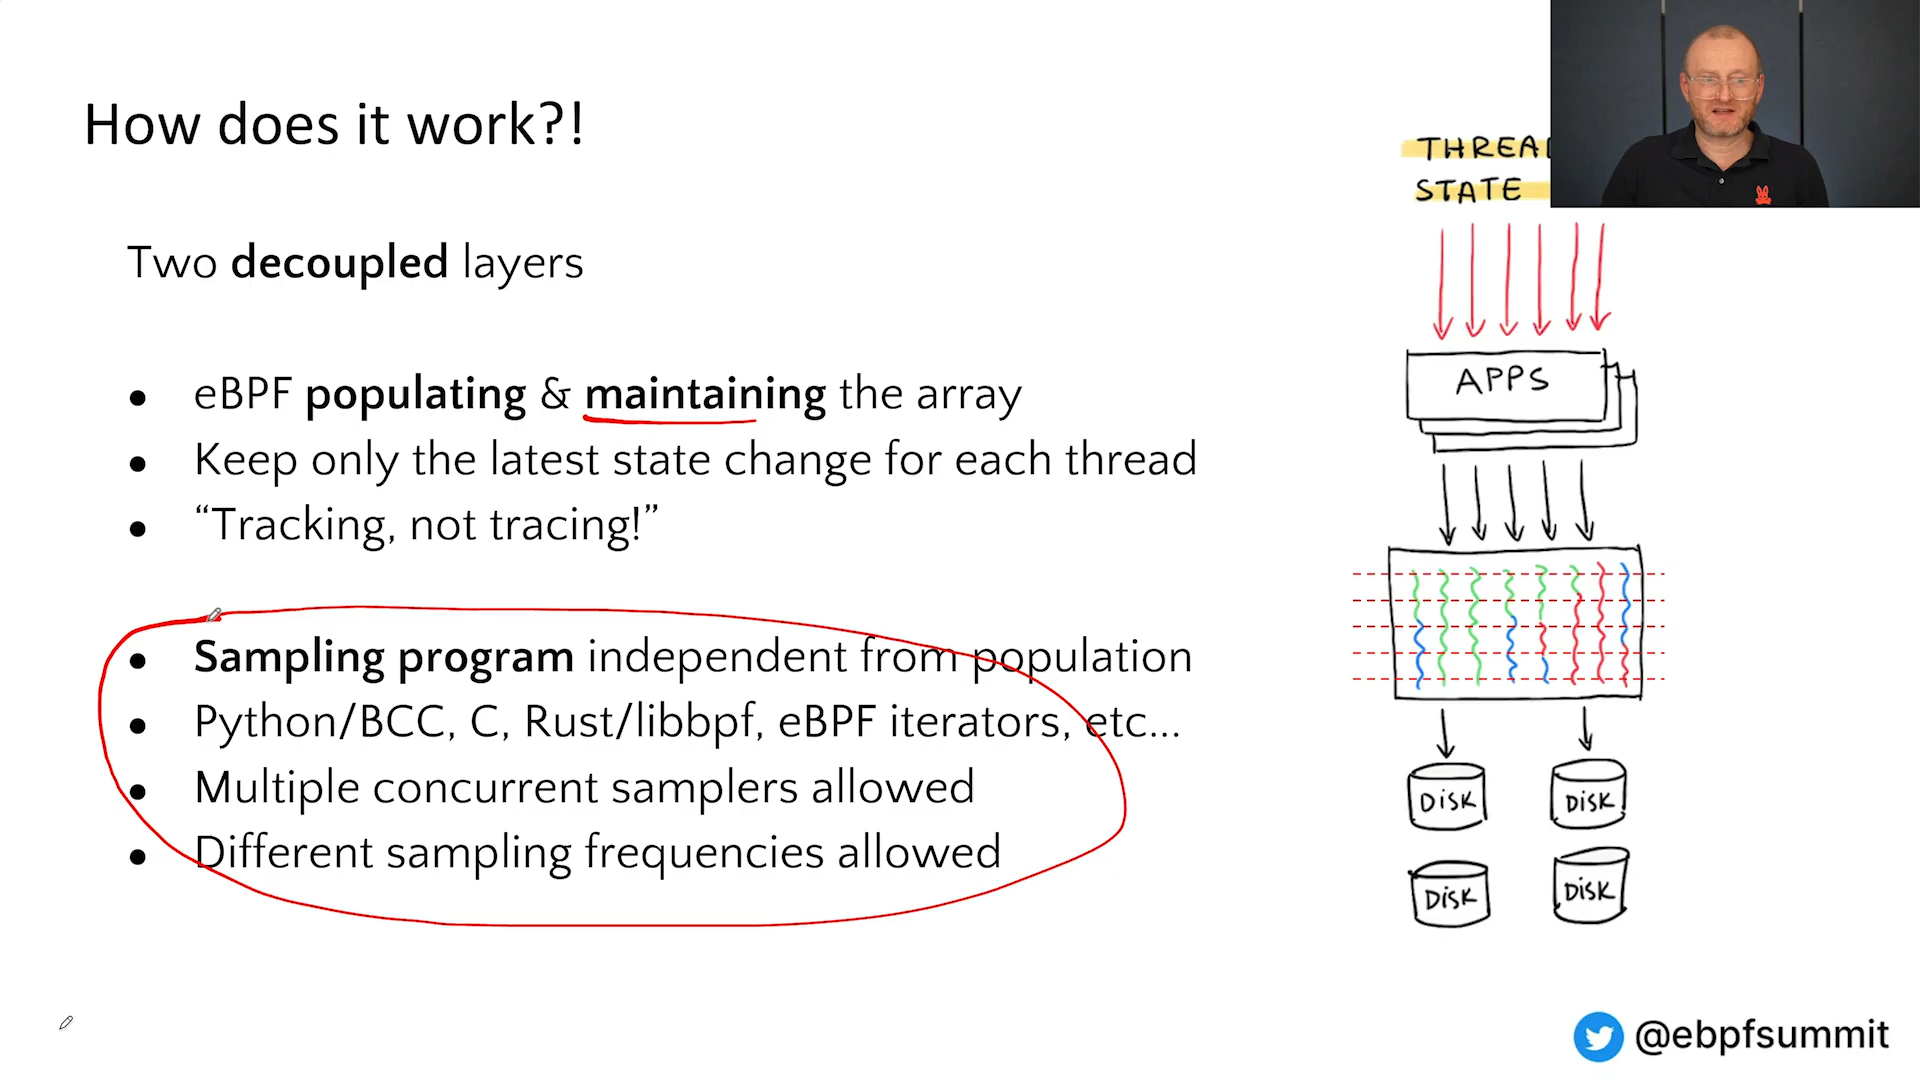 How does it work?!
Two decoupled layers
eBPF populating & maintaining the array
Keep only the latest state change for each thread
“Tracking, not tracing!”
Sampling program independent from population
Python/BCC, C, Rust/libbpf, eBPF iterators, etc...
Multiple concurrent samplers allowed
Different sampling frequencies allowed
STATE
APPS
DISK
DISK
DISK
DISK
@ebpfsummit